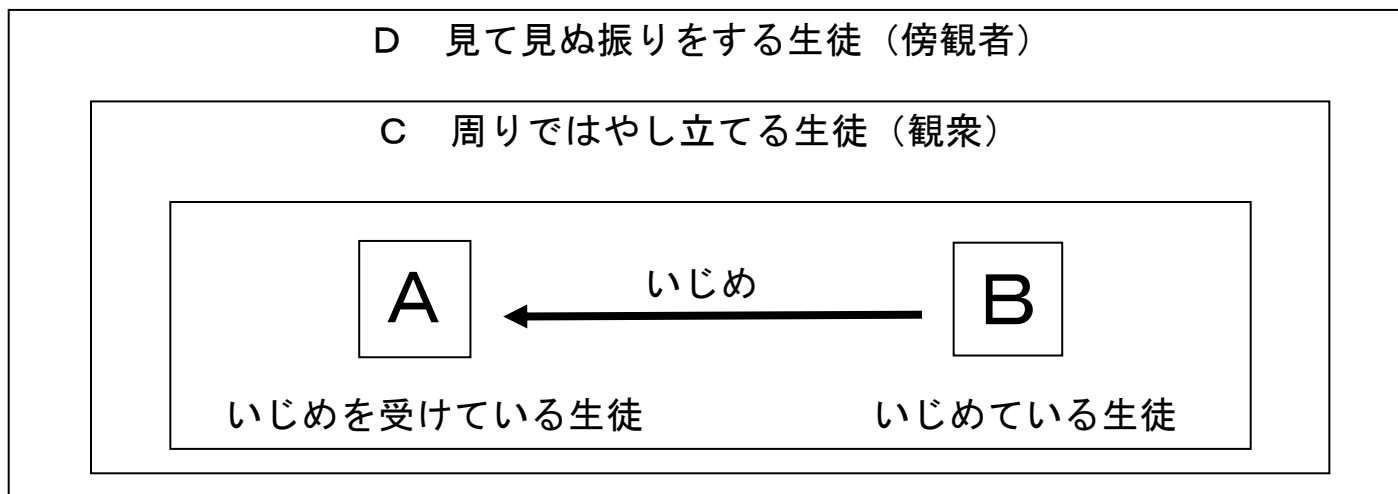 D 見て見ぬ振りをする生徒（傍観者）
C 周りではやし立てる生徒（観衆）
いじめ
A
B
いじめを受けている生徒
いじめている生徒